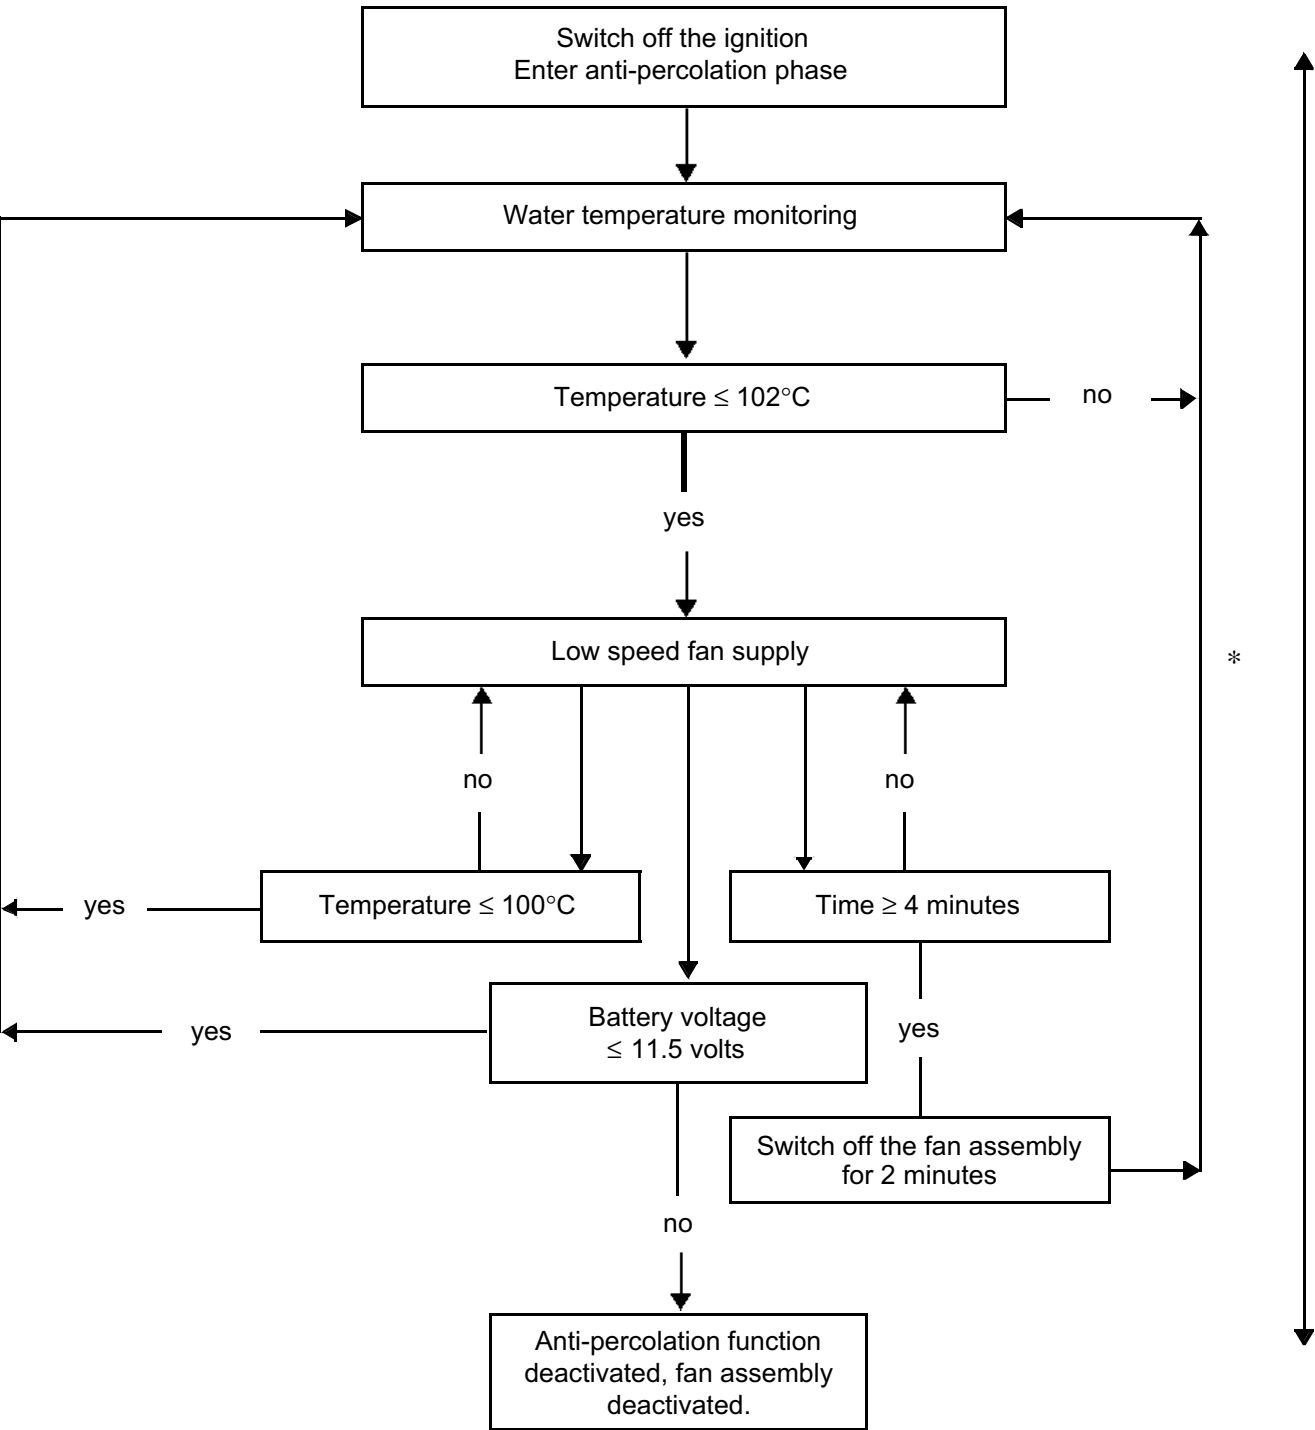 Switch off the ignition
Enter anti-percolation phase
Water temperature monitoring
Temperature ≤ 102°C
no
yes
Low speed fan supply
*
no
no
yes
Temperature ≤ 100°C
Time ≥ 4 minutes
yes
Battery voltage
≤ 11.5 volts
yes
Switch off the fan assembly
for 2 minutes
no
Anti-percolation function
deactivated, fan assembly
deactivated.